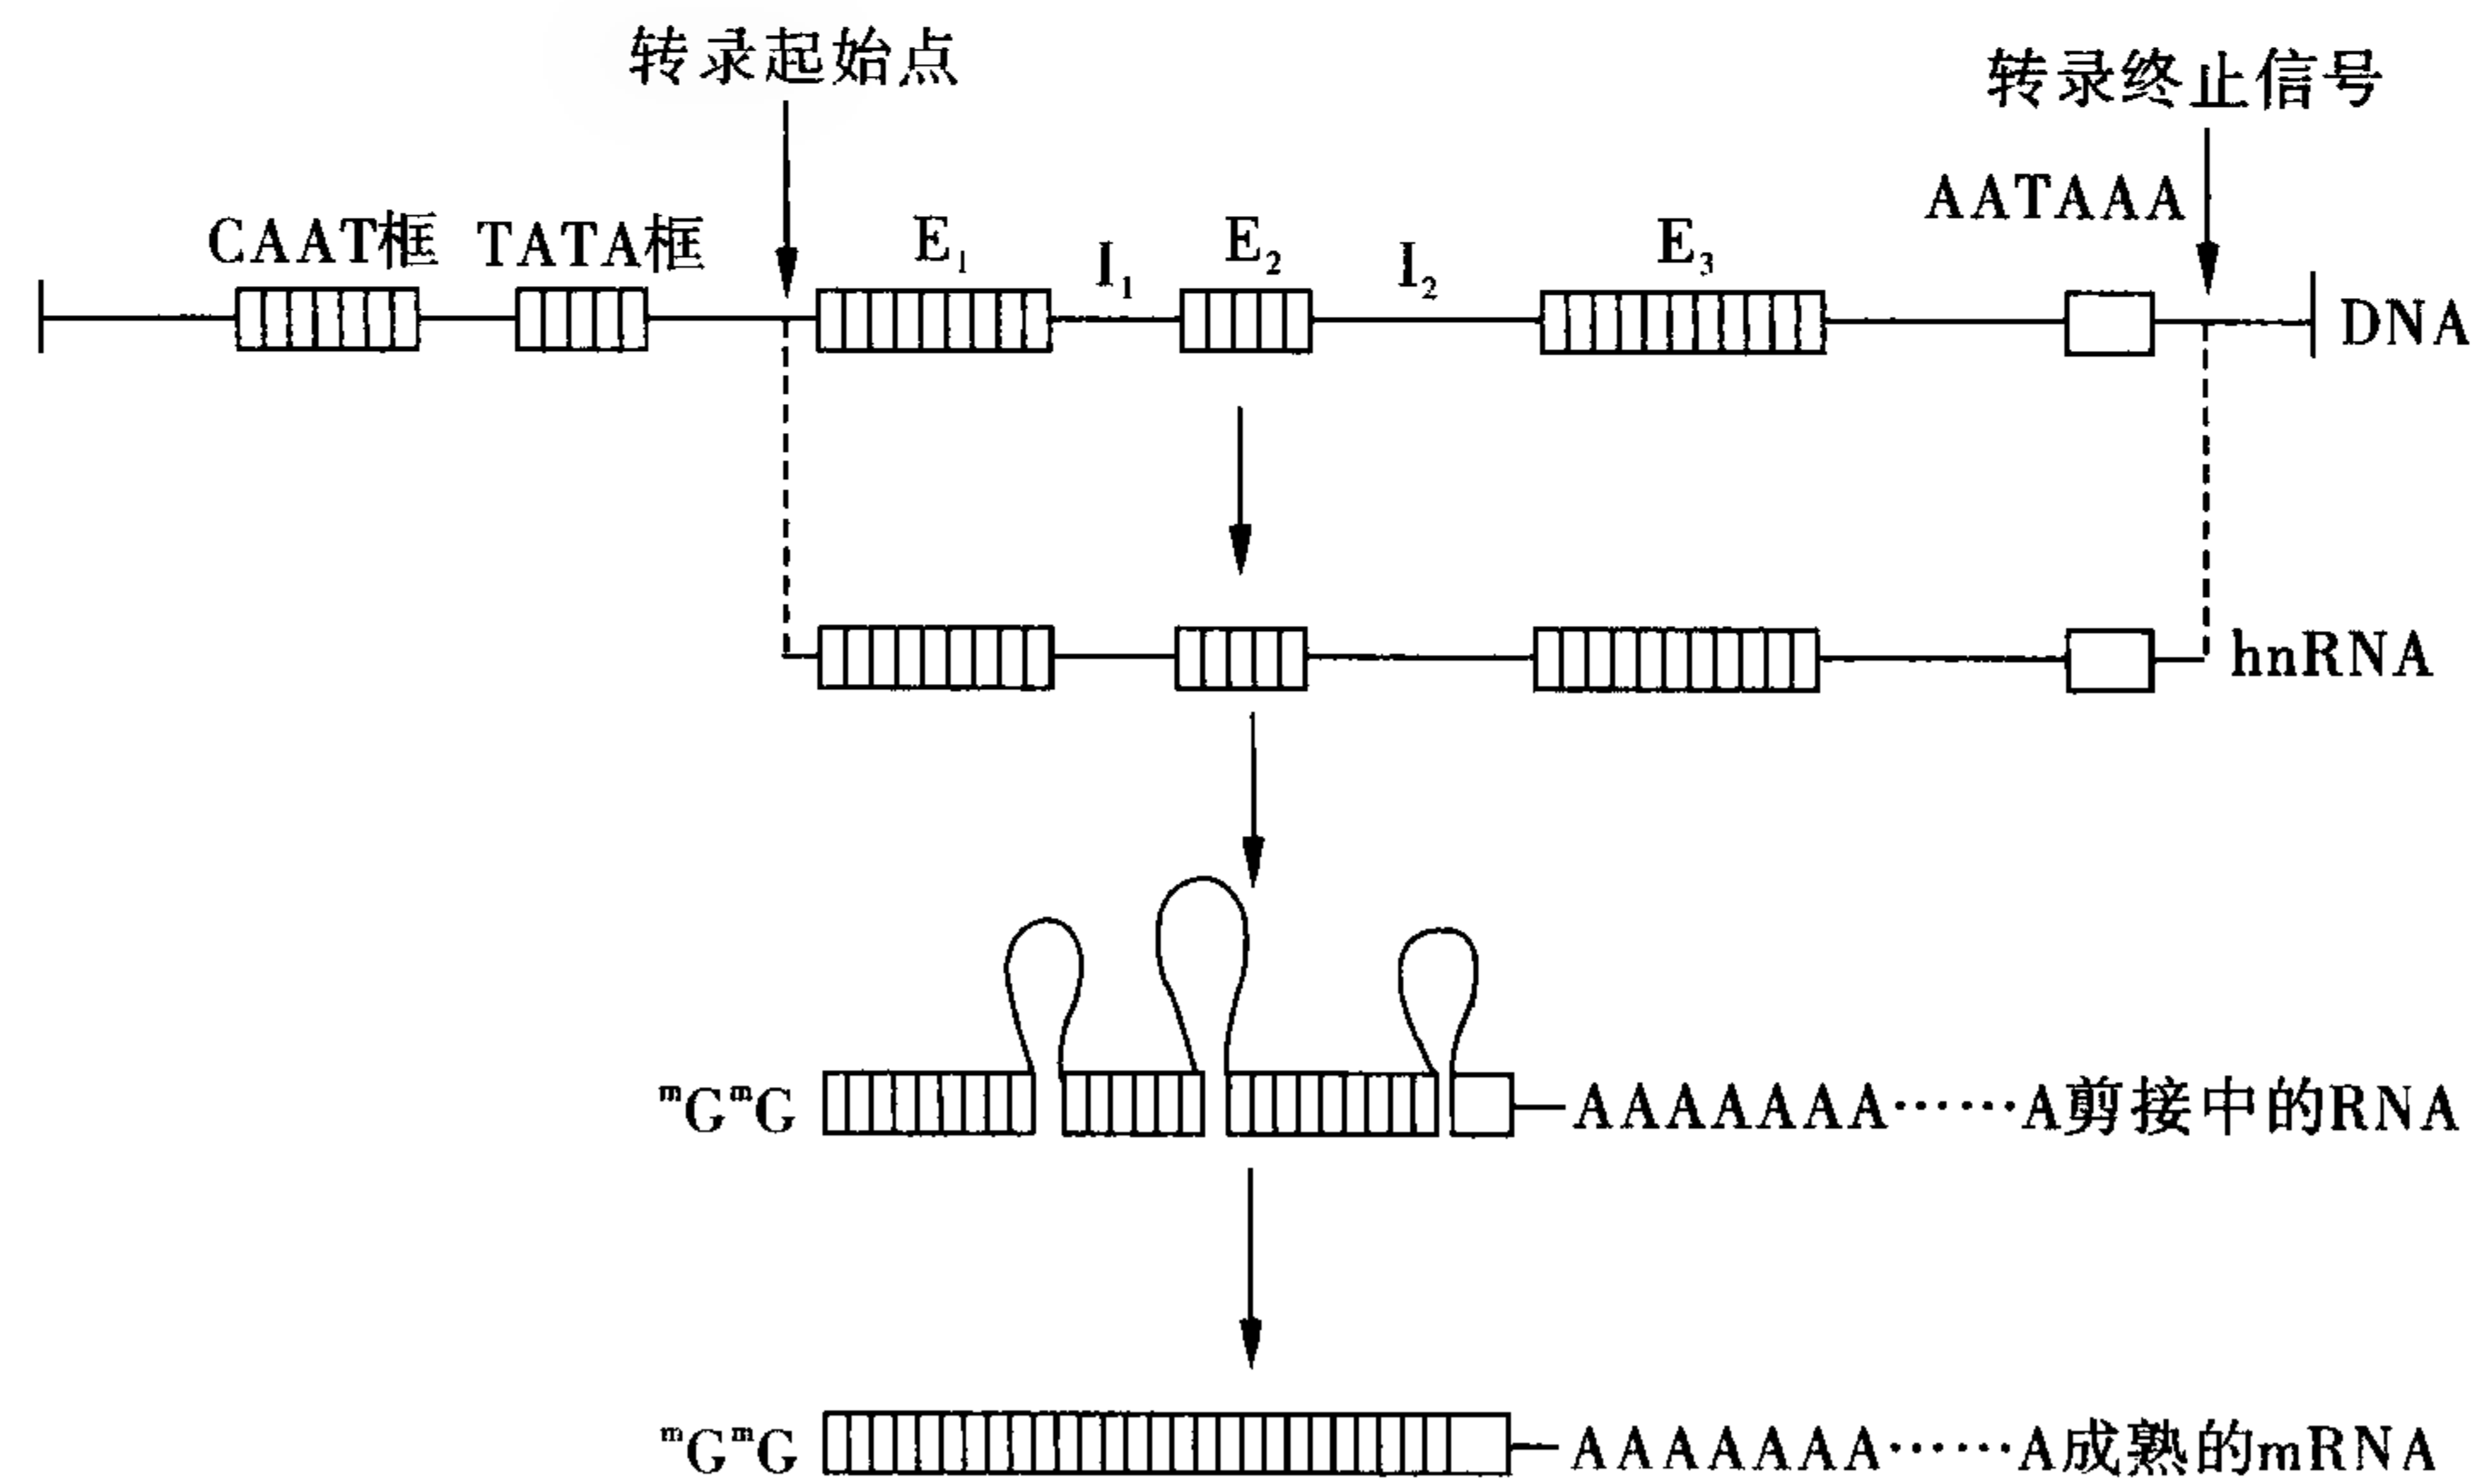 转录起始点
转录终止信号
AATAAA
CAAT框 TATA框 E₁ I₁ E₂ I₂ E₃
DNA
hnRNA
ᵐGᵐG AAAAAAA……A剪接中的RNA
ᵐGᵐG AAAAAAA……A成熟的mRNA